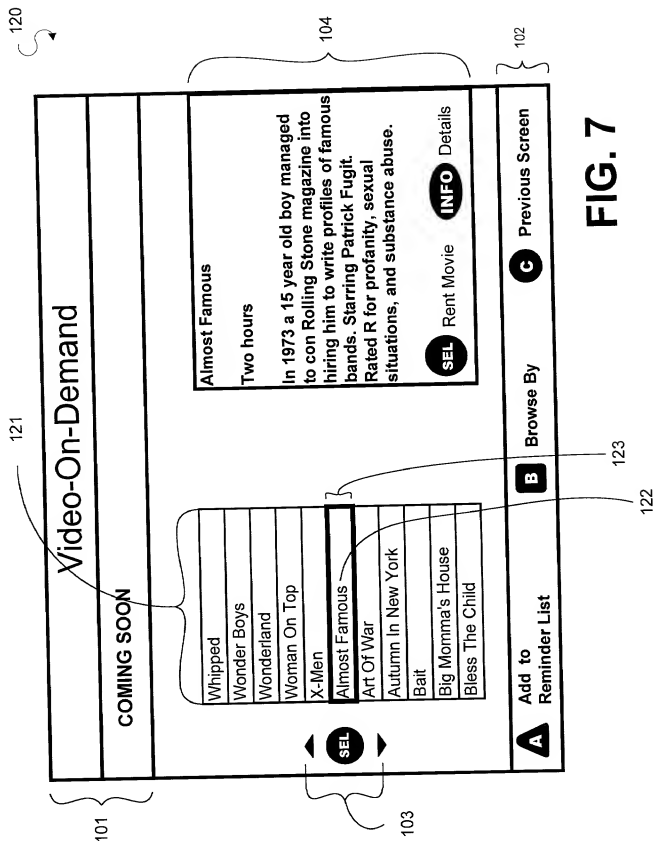 120
Video-On-Demand
101
COMING SOON
121
Whipped
Wonder Boys
Wonderland
Woman On Top
X-Men
Almost Famous
Art Of War
Autumn In New York
Bait
Big Momma's House
Bless The Child
SEL
103
123
122
Almost Famous
Two hours
In 1973 a 15 year old boy managed
to con Rolling Stone magazine into
hiring him to write profiles of famous
bands. Starring Patrick Fugit.
Rated R for profanity, sexual
situations, and substance abuse.
SEL Rent Movie INFO Details
104
A Add to
Reminder List
B Browse By
C Previous Screen
102
FIG. 7